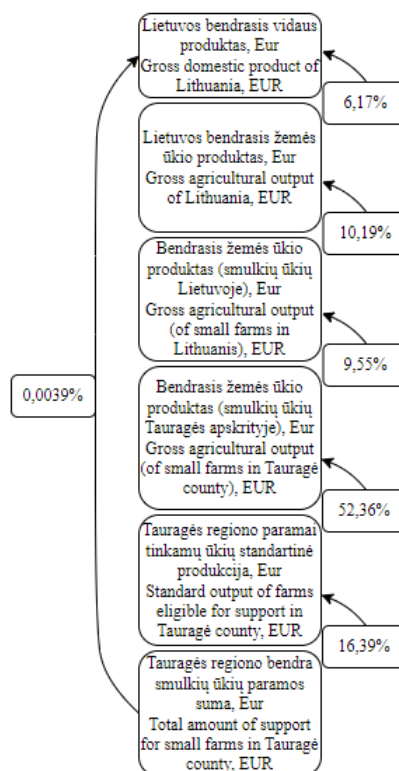 Lietuvos bendrasis vidaus
produktas, Eur
Gross domestic product of
Lithuania, EUR
6,17%
Lietuvos bendrasis žemės
ūkio produktas, Eur
Gross agricultural output
of Lithuania, EUR
10,19%
Bendrasis žemės ūkio
produktas (smulkių ūkių
Lietuvoje), Eur
Gross agricultural output
(of small farms in
Lithuanis), EUR
9,55%
0,0039%
Bendrasis žemės ūkio
produktas (smulkių ūkių
Tauragės apskrityje), Eur
Gross agricultural output
(of small farms in Tauragė
county), EUR
52,36%
Tauragės regiono paramai
tinkamų ūkių standartinė
produkcija, Eur
Standard output of farms
eligible for support in
Tauragė county, EUR
16,39%
Tauragės regiono bendra
smulkių ūkių paramos
suma, Eur
Total amount of support
for small farms in Tauragė
county, EUR